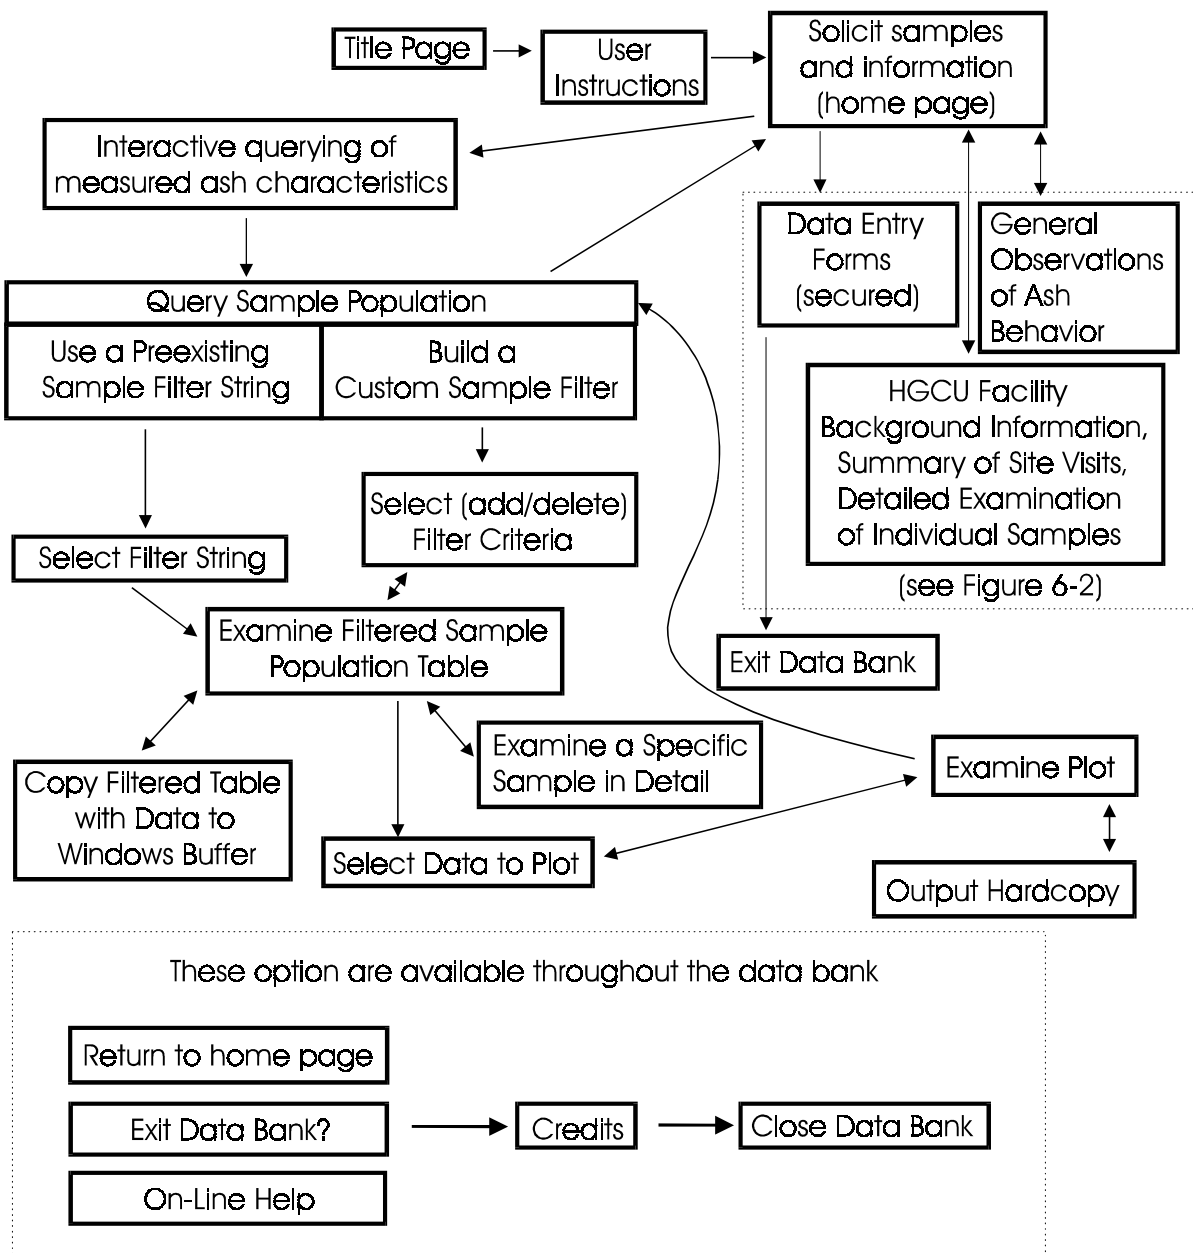 Title Page
User
Instructions
Solicit samples
and information
(home page)
Interactive querying of
measured ash characteristics
Data Entry
Forms
(secured)
General
Observations
of Ash
Behavior
Query Sample Population
Use a Preexisting
Sample Filter String
Build a
Custom Sample Filter
HGCU Facility
Background Information,
Summary of Site Visits,
Detailed Examination
of Individual Samples
(see Figure 6-2)
Select (add/delete)
Filter Criteria
Select Filter String
Examine Filtered Sample
Population Table
Exit Data Bank
Examine a Specific
Sample in Detail
Examine Plot
Copy Filtered Table
with Data to
Windows Buffer
Select Data to Plot
Output Hardcopy
These option are available throughout the data bank
Return to home page
Exit Data Bank?
Credits
Close Data Bank
On-Line Help